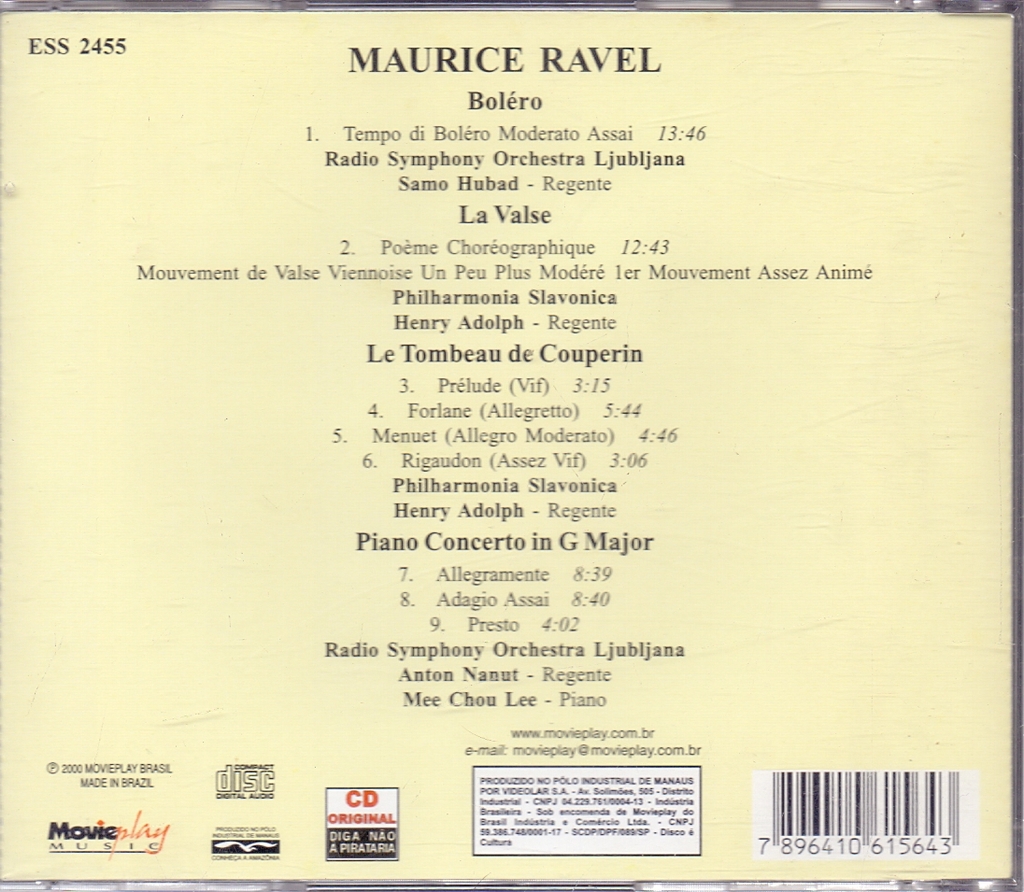 ESS 2455
MAURICE RAVEL
Boléro
1. Tempo di Boléro Moderato Assai 13:46
Radio Symphony Orchestra Ljubljana
Samo Hubad - Regente
La Valse
2. Poème Choréographique 12:43
Mouvement de Valse Viennoise Un Peu Plus Modéré 1er Mouvement Assez Animé
Philharmonia Slavonica
Henry Adolph - Regente
Le Tombeau de Couperin
3. Prélude (Vif) 3:15
4. Forlane (Allegretto) 5:44
5. Menuet (Allegro Moderato) 4:46
6. Rigaudon (Assez Vif) 3:06
Philharmonia Slavonica
Henry Adolph - Regente
Piano Concerto in G Major
7. Allegramente 8:39
8. Adagio Assai 8:40
9. Presto 4:02
Radio Symphony Orchestra Ljubljana
Anton Nanut - Regente
Mee Chou Lee - Piano
www.movieplay.com.br
e-mail: movieplay@movieplay.com.br
℗ 2000 MOVIEPLAY BRASIL
MADE IN BRAZIL
Movieplay
MUSIC
COMPACT
disc
DIGITAL AUDIO
PRODUZIDO NO PÓLO
INDUSTRIAL DE MANAUS
CONHEÇA A AMAZÔNIA
CD
ORIGINAL
DIGA NÃO
A PIRATARIA
PRODUZIDO NO PÓLO INDUSTRIAL DE MANAUS
POR VIDEOLAR S.A. - Av. Solimões, 505 - Distrito
Industrial - CNPJ 04.229.761/0004-13 - Indústria
Brasileira - Sob encomenda de Movieplay do
Brasil Indústria e Comércio Ltda. - CNPJ
59.386.748/0001-17 - SCDP/DPF/089/SP - Disco é
Cultura
7 896410 615643